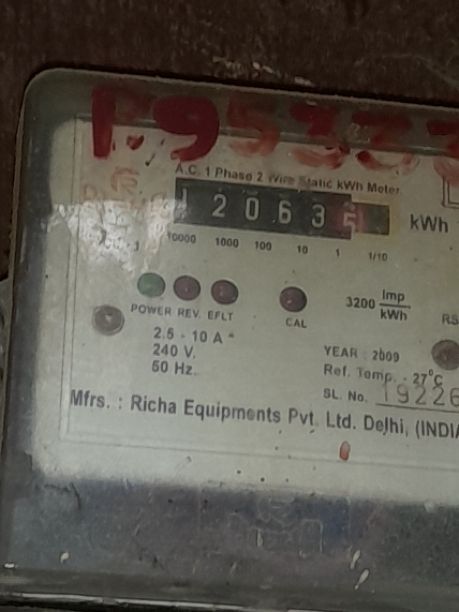 P.953
A.C. 1 Phase 2 Wire Static kWh Meter
1 2 0 6 3 kWh
10000 1000 100 10 1 1/10
POWER REV. EFLT CAL
3200 Imp/kWh
2.5 - 10 A
240 V.
50 Hz.
YEAR : 2009
Ref. Temp. - 27°C
SL. No. 19226
Mfrs. : Richa Equipments Pvt. Ltd. Delhi, (INDIA